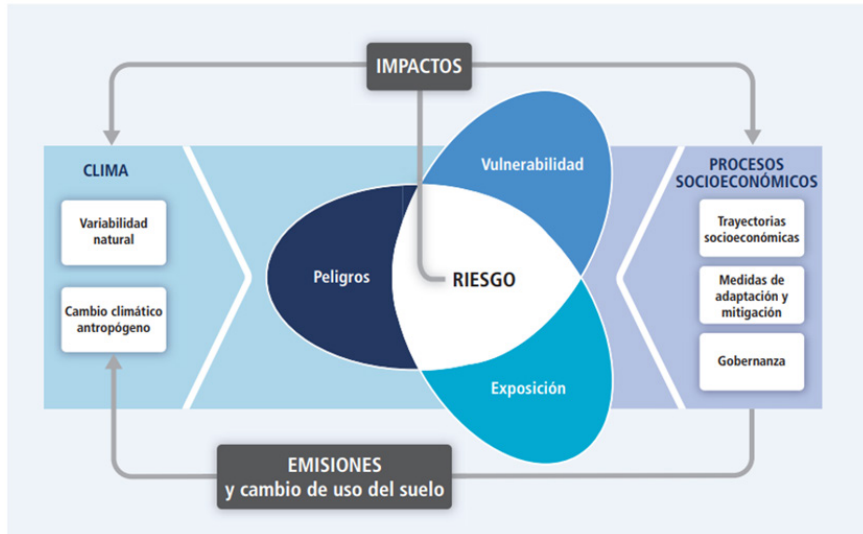 IMPACTOS
CLIMA
Variabilidad
natural
Cambio climático
antropógeno
Vulnerabilidad
Peligros
RIESGO
Exposición
PROCESOS
SOCIOECONÓMICOS
Trayectorias
socioeconómicas
Medidas de
adaptación y
mitigación
Gobernanza
EMISIONES
y cambio de uso del suelo